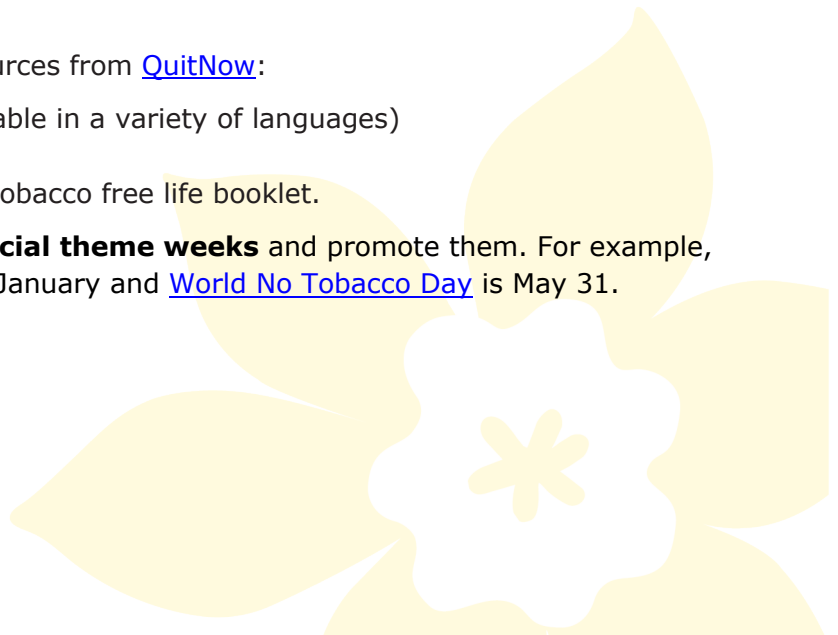 urces from QuitNow:
able in a variety of languages)
obacco free life booklet.
cial theme weeks and promote them. For example,
January and World No Tobacco Day is May 31.